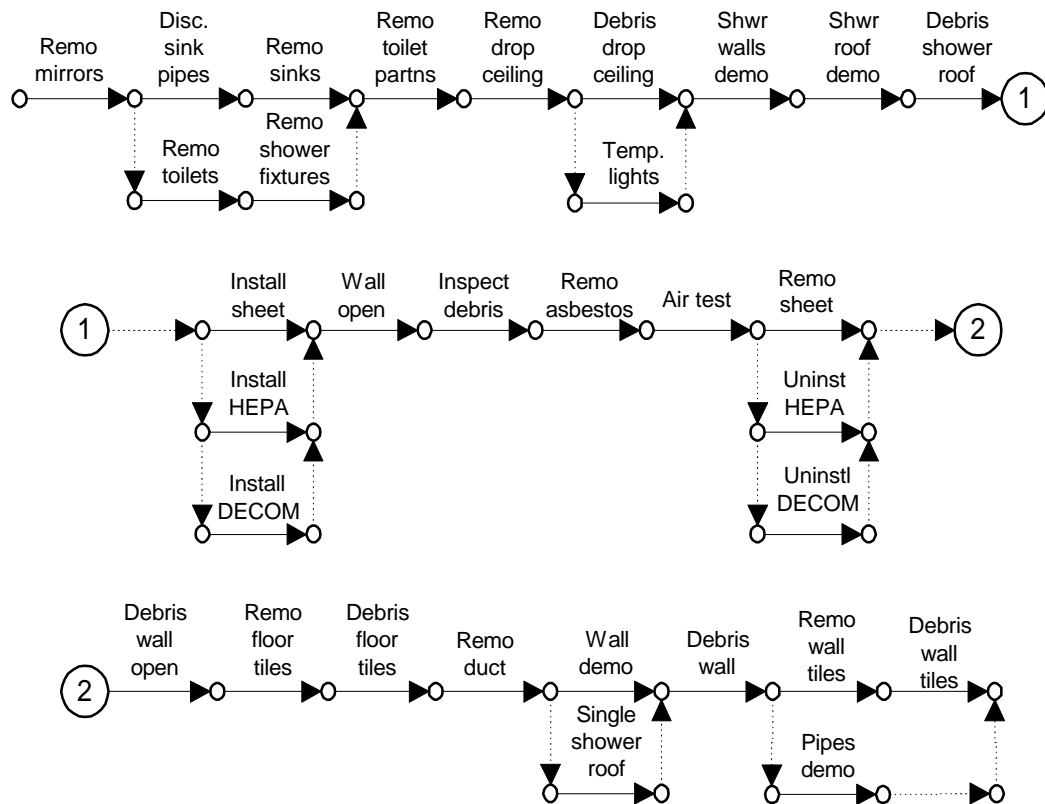 Remo
mirrors
Disc.
sink
pipes
Remo
sinks
Remo
toilet
partns
Remo
drop
ceiling
Debris
drop
ceiling
Shwr
walls
demo
Shwr
roof
demo
Debris
shower
roof
1
Remo
toilets
Remo
shower
fixtures
Temp.
lights
1
Install
sheet
Wall
open
Inspect
debris
Remo
asbestos
Air test
Remo
sheet
2
Install
HEPA
Uninst
HEPA
Install
DECOM
Uninstl
DECOM
2
Debris
wall
open
Remo
floor
tiles
Debris
floor
tiles
Remo
duct
Wall
demo
Debris
wall
Remo
wall
tiles
Debris
wall
tiles
Single
shower
roof
Pipes
demo